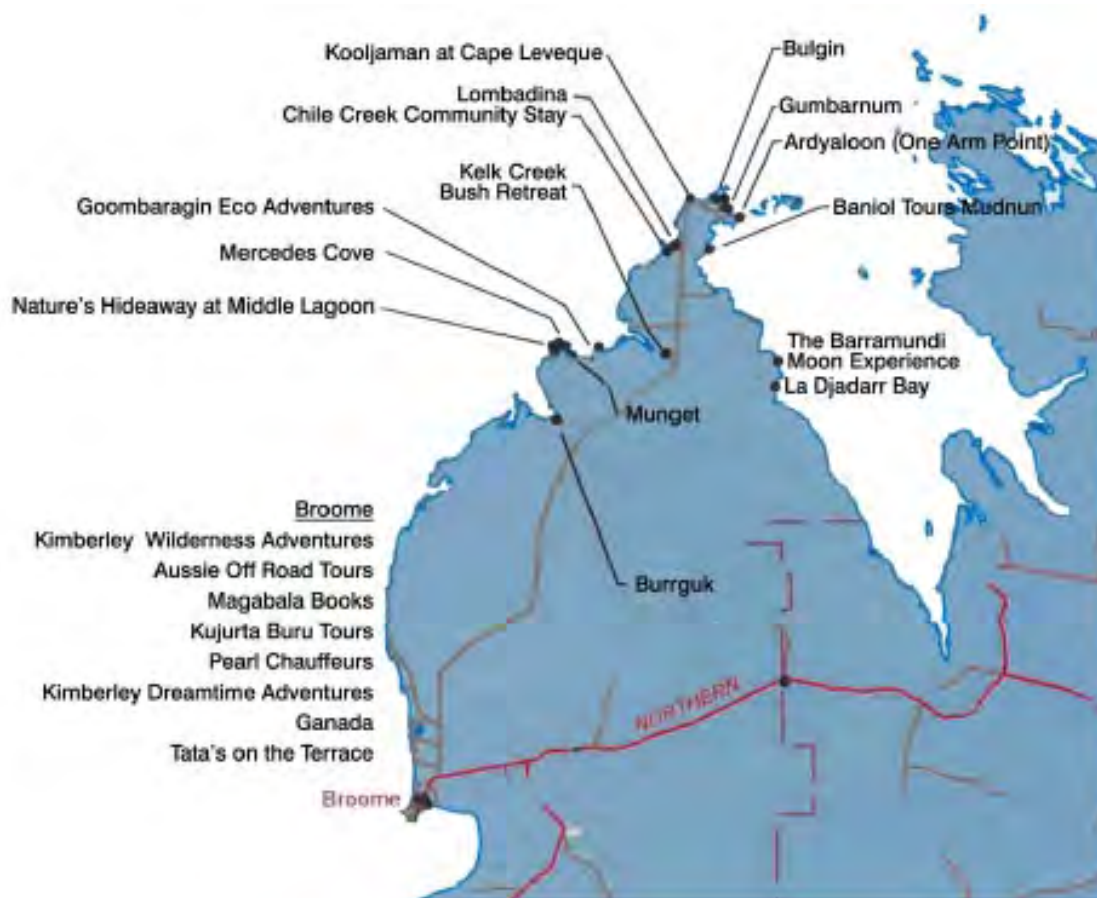 Kooljaman at Cape Leveque
Bulgin
Lombadina
Gumbarnum
Chile Creek Community Stay
Ardyaloon (One Arm Point)
Kelk Creek
Bush Retreat
Goombaragin Eco Adventures
Baniol Tours Mudnun
Mercedes Cove
Nature's Hideaway at Middle Lagoon
The Barramundi
Moon Experience
La Djadarr Bay
Munget
Broome
Kimberley Wilderness Adventures
Aussie Off Road Tours
Burrguk
Magabala Books
Kujurta Buru Tours
Pearl Chauffeurs
Kimberley Dreamtime Adventures
NORTHERN
Ganada
Tata's on the Terrace
Broome